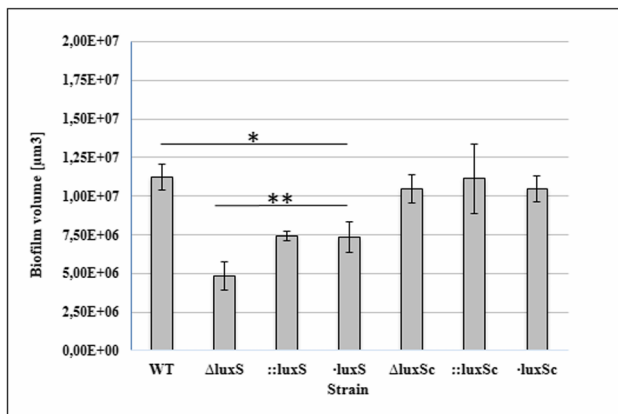 2,00E+07
1,75E+07
1,50E+07
1,25E+07
1,00E+07
7,50E+06
5,00E+06
2,50E+06
0,00E+00
Biofilm volume [µm3]
*
**
WT ΔluxS ::luxS ·luxS ΔluxSc ::luxSc ·luxSc
Strain